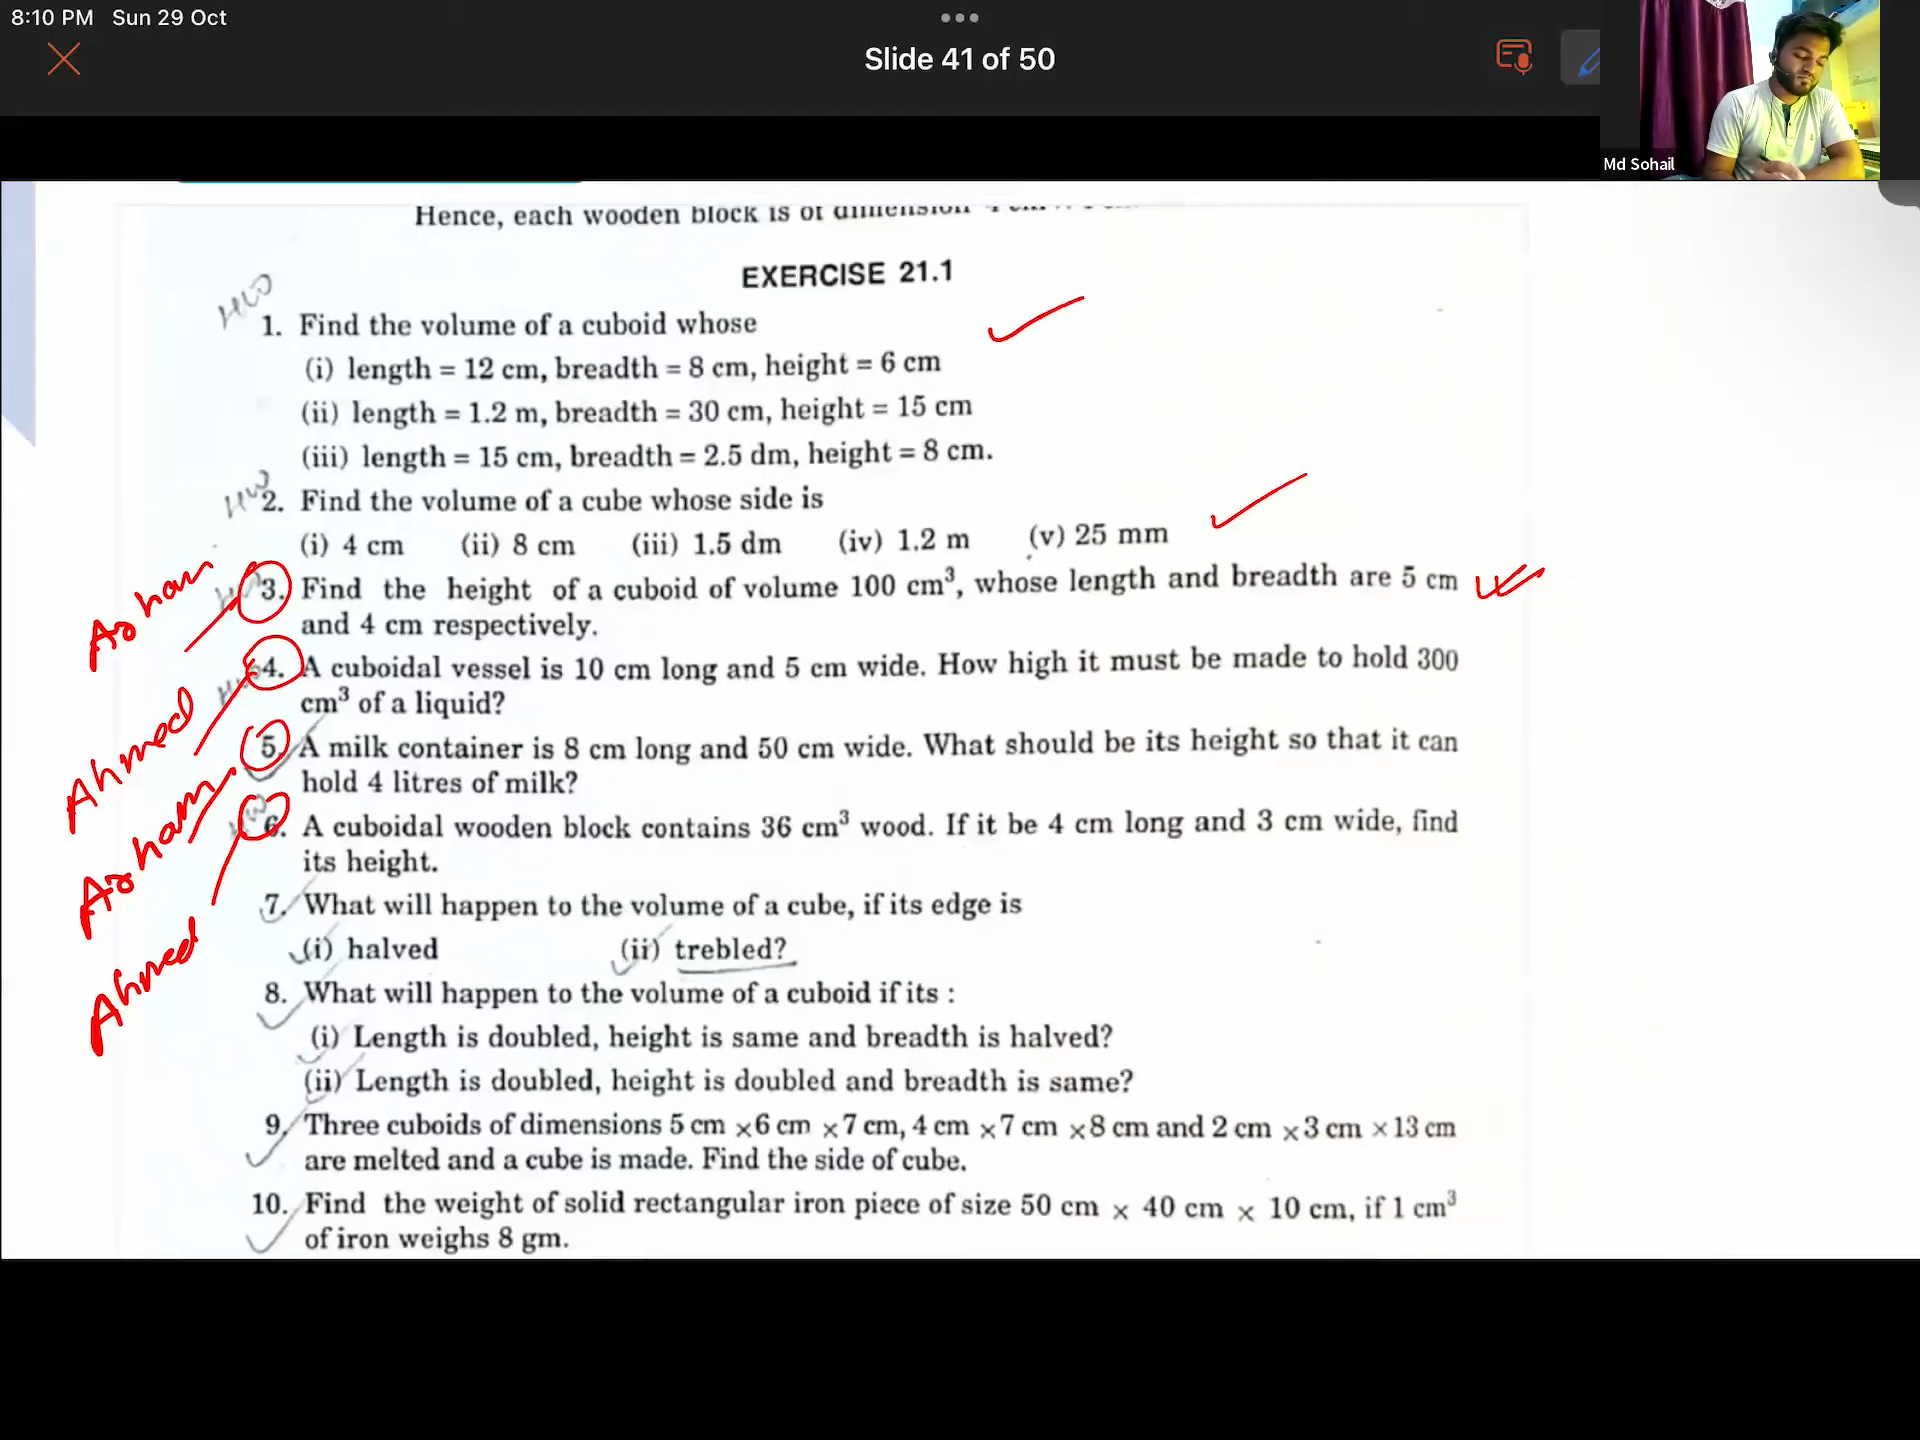 8:10 PM Sun 29 Oct
Slide 41 of 50
Md Sohail
Hence, each wooden block is of dimension 4 cm
EXERCISE 21.1
HW
1. Find the volume of a cuboid whose
(i) length = 12 cm, breadth = 8 cm, height = 6 cm
(ii) length = 1.2 m, breadth = 30 cm, height = 15 cm
(iii) length = 15 cm, breadth = 2.5 dm, height = 8 cm.
HW
2. Find the volume of a cube whose side is
(i) 4 cm (ii) 8 cm (iii) 1.5 dm (iv) 1.2 m (v) 25 mm
Arham
3. Find the height of a cuboid of volume 100 cm³, whose length and breadth are 5 cm
and 4 cm respectively.
Ahmed
4. A cuboidal vessel is 10 cm long and 5 cm wide. How high it must be made to hold 300
cm³ of a liquid?
Arham
5. A milk container is 8 cm long and 50 cm wide. What should be its height so that it can
hold 4 litres of milk?
Ahmed
6. A cuboidal wooden block contains 36 cm³ wood. If it be 4 cm long and 3 cm wide, find
its height.
7. What will happen to the volume of a cube, if its edge is
(i) halved (ii) trebled?
8. What will happen to the volume of a cuboid if its :
(i) Length is doubled, height is same and breadth is halved?
(ii) Length is doubled, height is doubled and breadth is same?
9. Three cuboids of dimensions 5 cm ×6 cm ×7 cm, 4 cm ×7 cm ×8 cm and 2 cm ×3 cm ×13 cm
are melted and a cube is made. Find the side of cube.
10. Find the weight of solid rectangular iron piece of size 50 cm × 40 cm × 10 cm, if 1 cm³
of iron weighs 8 gm.